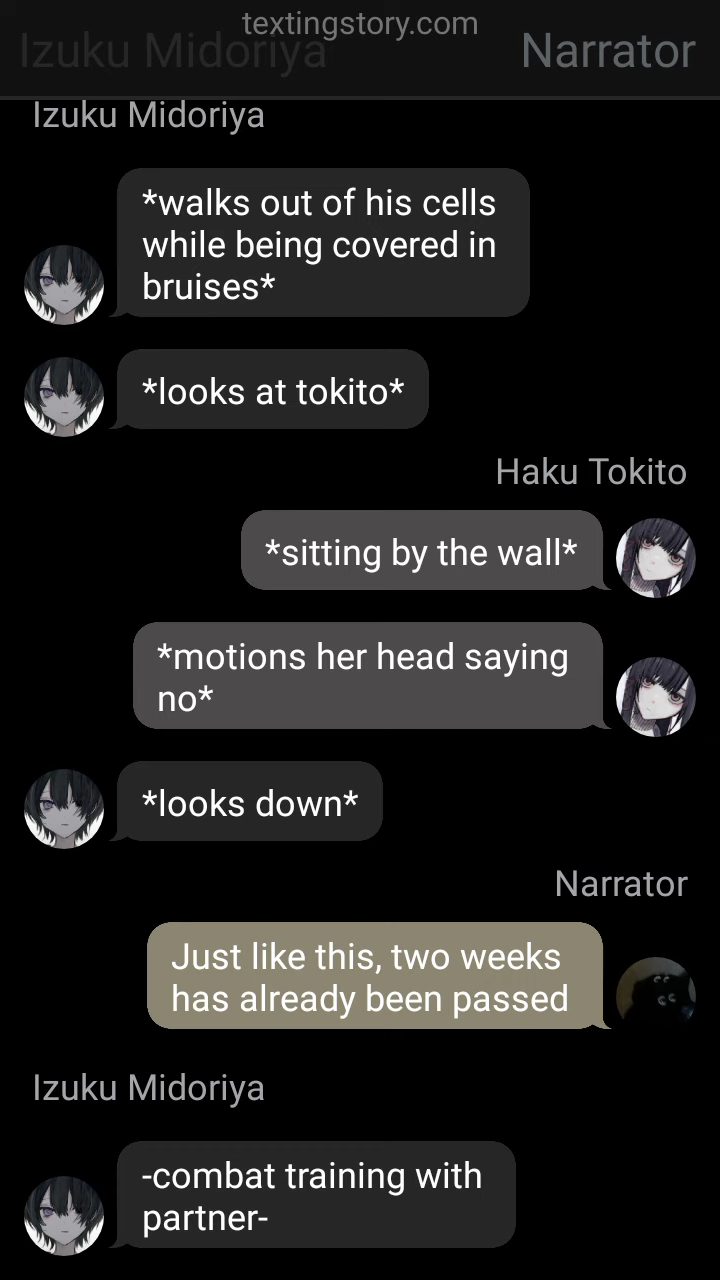 textingstory.com
Izuku Midoriya
Narrator
Izuku Midoriya
*walks out of his cells
while being covered in
bruises*
*looks at tokito*
Haku Tokito
*sitting by the wall*
*motions her head saying
no*
*looks down*
Narrator
Just like this, two weeks
has already been passed
Izuku Midoriya
-combat training with
partner-